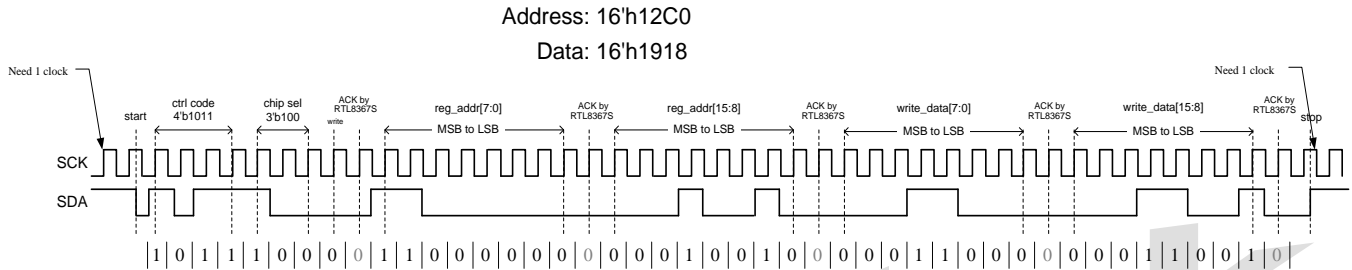 Address: 16'h12C0
Data: 16'h1918
Need 1 clock
Need 1 clock
start
ctrl code
4'b1011
chip sel
3'b100
write
ACK by
RTL8367S
reg_addr[7:0]
MSB to LSB
ACK by
RTL8367S
reg_addr[15:8]
MSB to LSB
ACK by
RTL8367S
write_data[7:0]
MSB to LSB
ACK by
RTL8367S
write_data[15:8]
MSB to LSB
ACK by
RTL8367S
stop
SCK
SDA
1 0 1 1 1 0 0 0 0 1 1 0 0 0 0 0 0 0 0 0 0 1 0 0 1 0 0 0 0 0 1 1 0 0 0 0 0 0 0 1 1 0 0 1 0